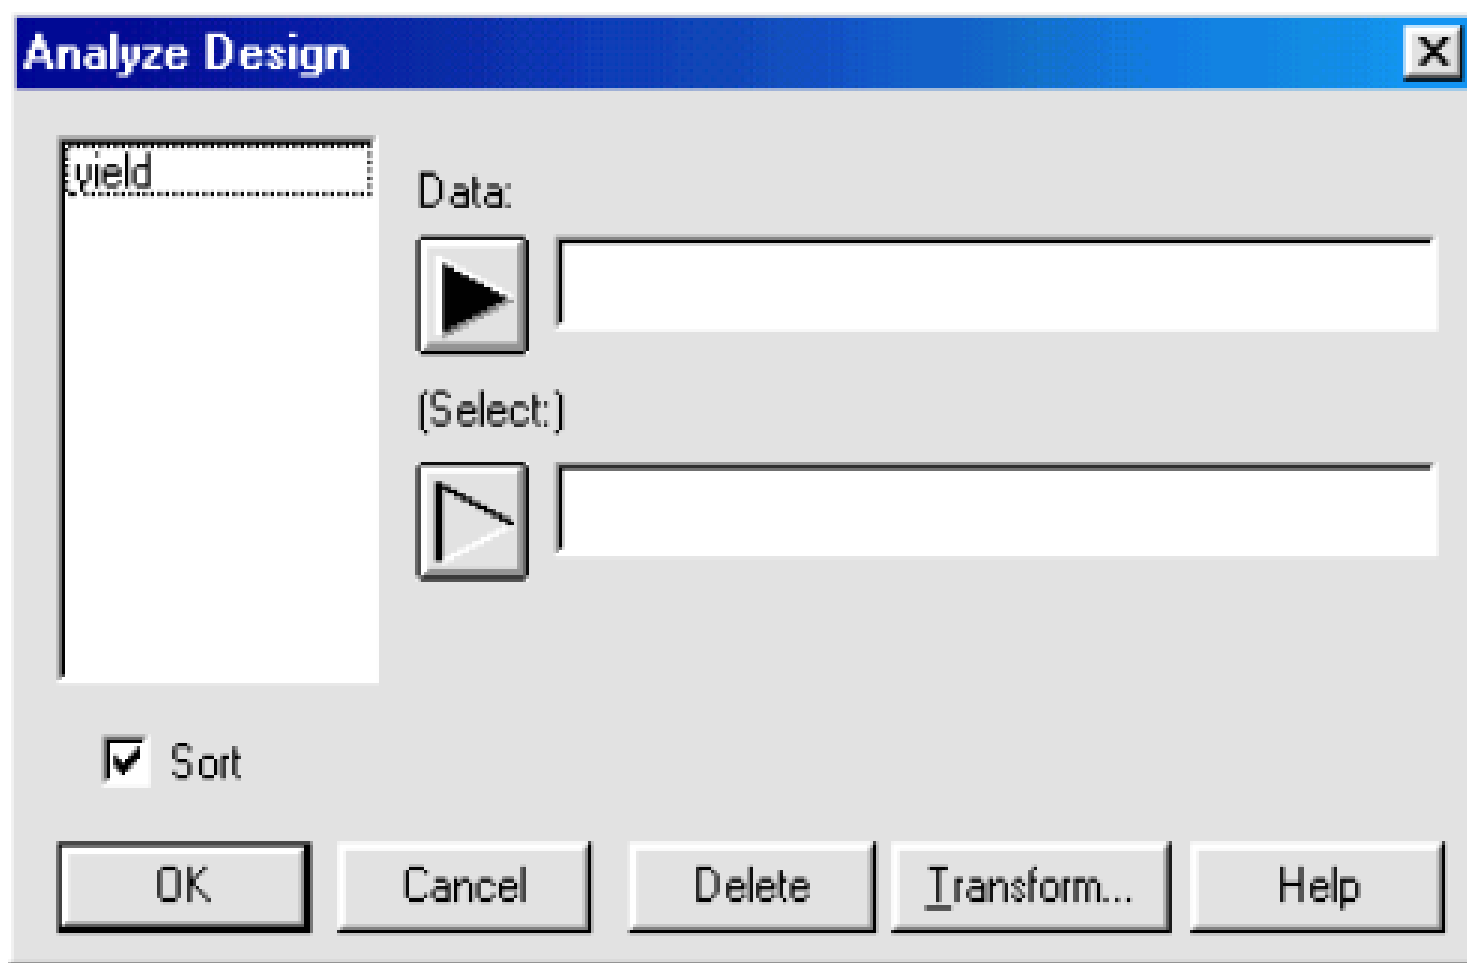 Analyze Design
yield
Data:
(Select:)
Sort
OK
Cancel
Delete
Transform...
Help